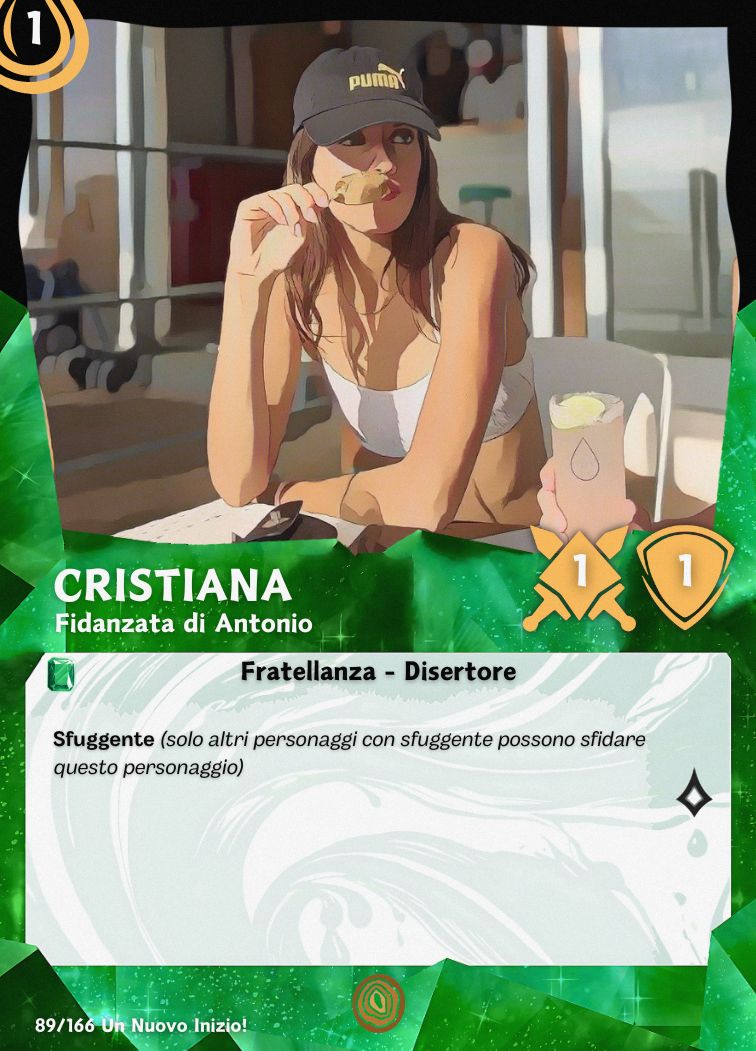 1
PUMA
1
1
CRISTIANA
Fidanzata di Antonio
Fratellanza - Disertore
Sfuggente (solo altri personaggi con sfuggente possono sfidare
questo personaggio)
89/166 Un Nuovo Inizio!